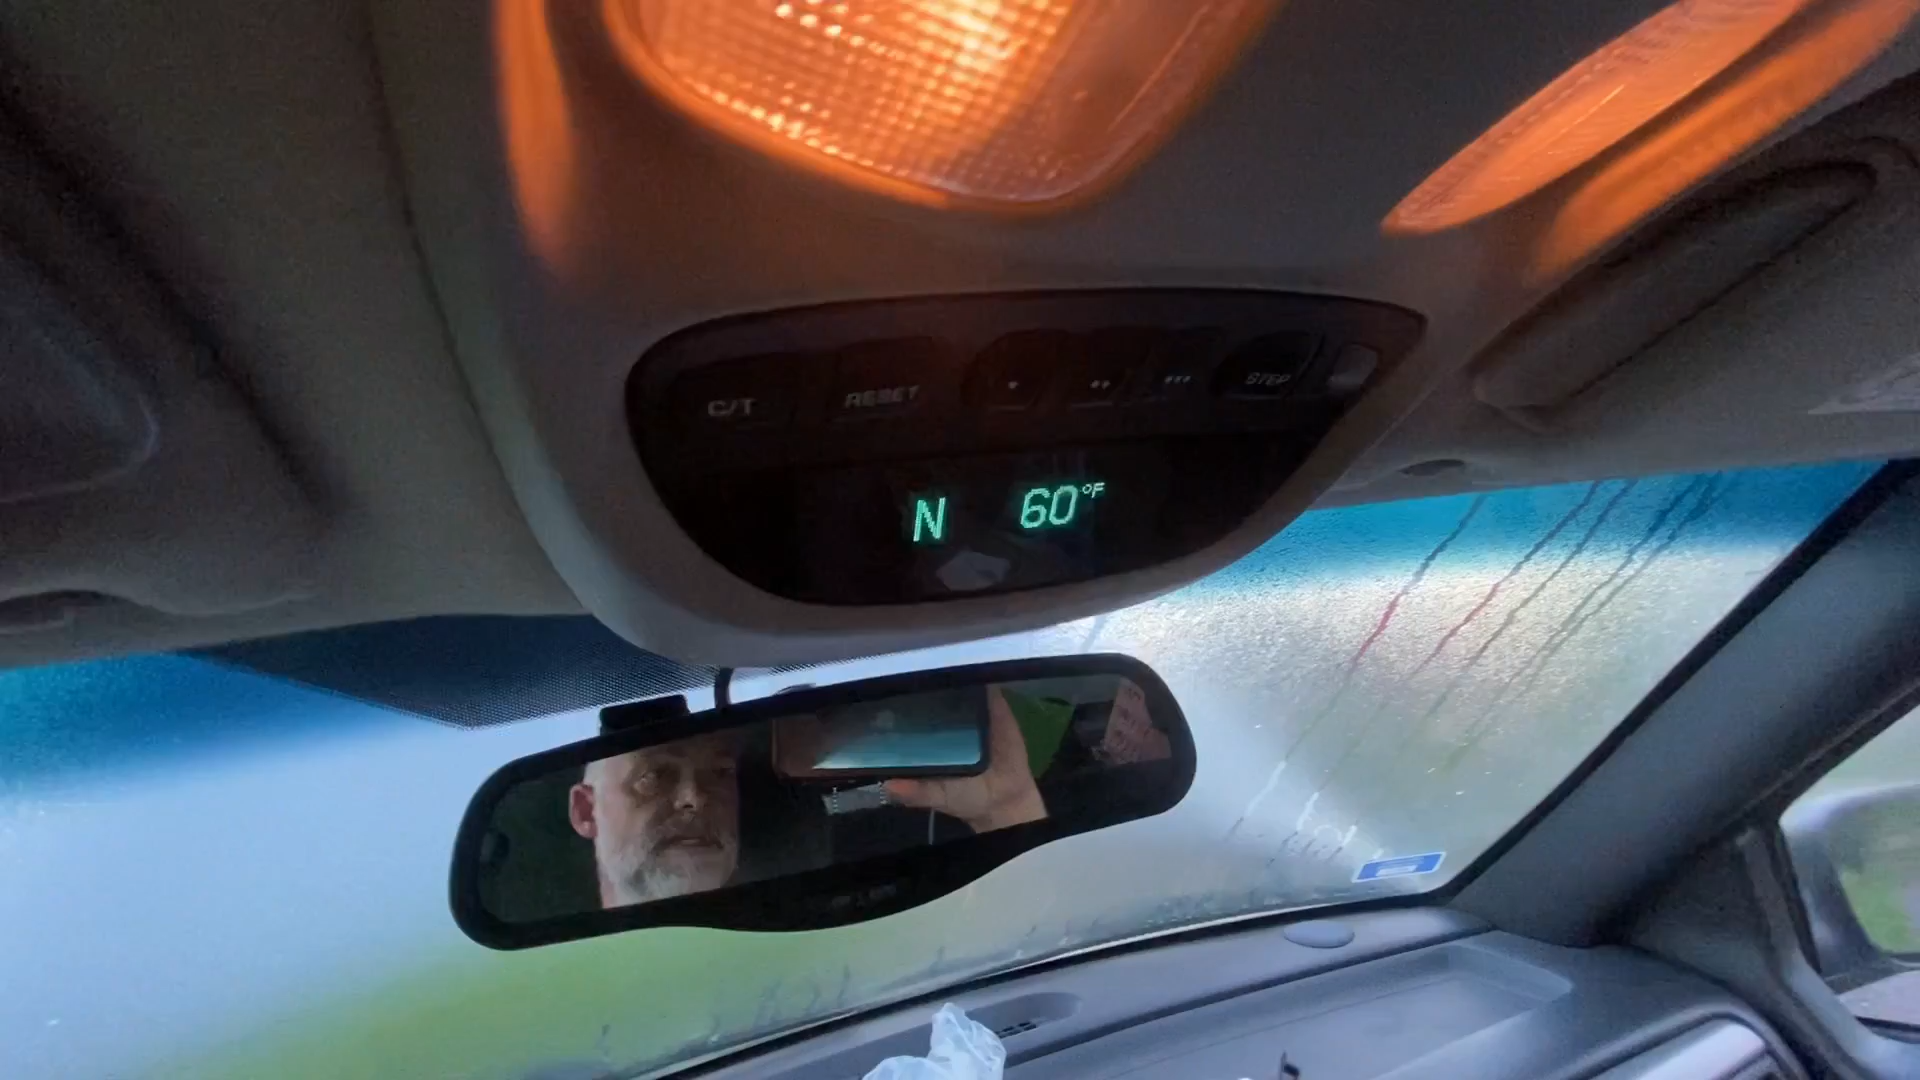 C/T RESET • •• ••• STEP
N 60°F